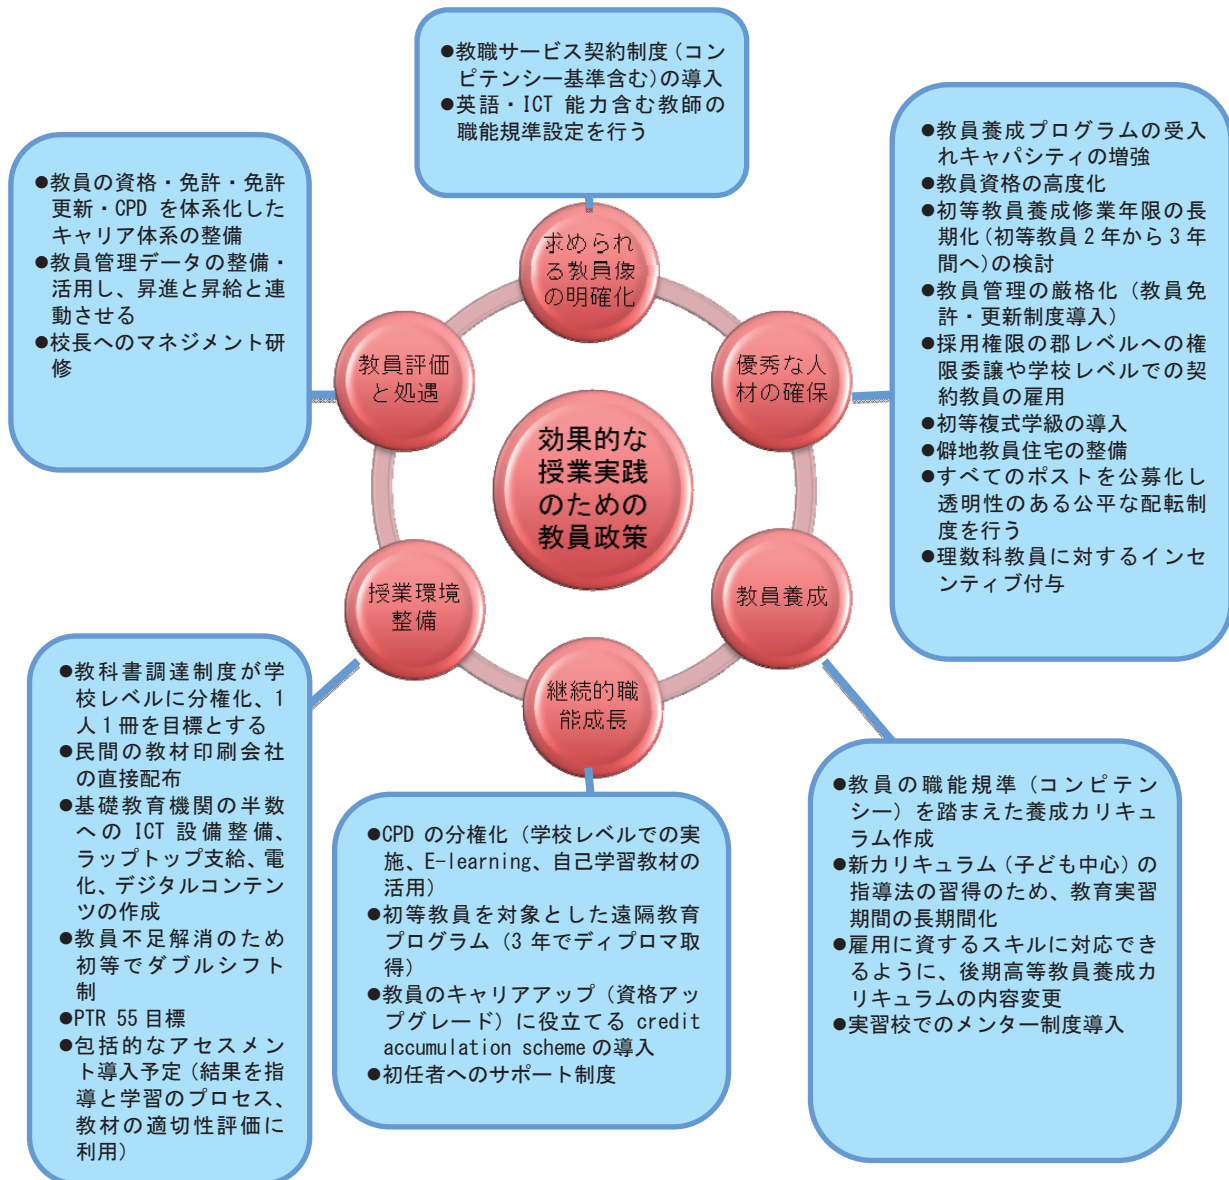 ●教職サービス契約制度(コン
ピテンシー基準含む)の導入
●英語・ICT 能力含む教師の
職能規準設定を行う
●教員の資格・免許・免許
更新・CPD を体系化した
キャリア体系の整備
●教員管理データの整備・
活用し、昇進と昇給と連
動させる
●校長へのマネジメント研
修
●教員養成プログラムの受入
れキャパシティの増強
●教員資格の高度化
●初等教員養成修業年限の長
期化(初等教員2年から3年
間へ)の検討
●教員管理の厳格化（教員免
許・更新制度導入）
●採用権限の郡レベルへの権
限委譲や学校レベルでの契
約教員の雇用
●初等複式学級の導入
●僻地教員住宅の整備
●すべてのポストを公募化し
透明性のある公平な配転制
度を行う
●理数科教員に対するインセ
ンティブ付与
求められ
る教員像
の明確化
教員評価
と処遇
優秀な人
材の確保
効果的な
授業実践
のための
教員政策
授業環境
整備
教員養成
継続的職
能成長
●教科書調達制度が学
校レベルに分権化、1
人1冊を目標とする
●民間の教材印刷会社
の直接配布
●基礎教育機関の半数
への ICT 設備整備、
ラップトップ支給、電
化、デジタルコンテン
ツの作成
●教員不足解消のため
初等でダブルシフト
制
●PTR 55 目標
●包括的なアセスメン
ト導入予定(結果を指
導と学習のプロセス、
教材の適切性評価に
利用)
●CPD の分権化（学校レベルでの実
施、E-learning、自己学習教材の
活用）
●初等教員を対象とした遠隔教育
プログラム（3 年でディプロマ取
得）
●教員のキャリアアップ（資格アッ
プグレード）に役立てる credit
accumulation scheme の導入
●初任者へのサポート制度
●教員の職能規準（コンピテン
シー）を踏まえた養成カリキュ
ラム作成
●新カリキュラム(子ども中心)の
指導法の習得のため、教育実習
期間の長期間化
●雇用に資するスキルに対応でき
るように、後期高等教員養成カ
リキュラムの内容変更
●実習校でのメンター制度導入